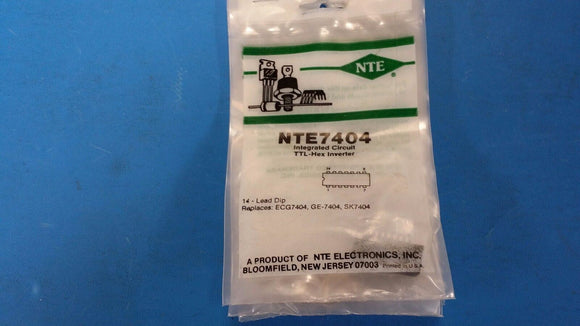 NTE
®
NTE7404
Integrated Circuit
TTL-Hex Inverter
14 - Lead Dip
Replaces: ECG7404, GE-7404, SK7404
A PRODUCT OF NTE ELECTRONICS, INC.
BLOOMFIELD, NEW JERSEY 07003 Printed in U.S.A.